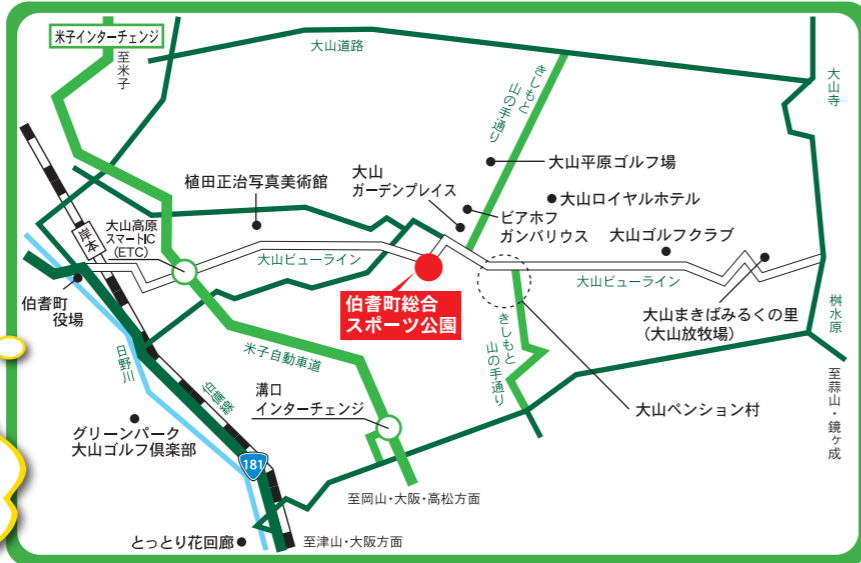 米子インターチェンジ
至米子
大山道路
大山寺
きしもと
山の手通り
大山平原ゴルフ場
大山
ガーデンプレイス
植田正治写真美術館
大山ロイヤルホテル
ビアホフ
ガンバリウス
大山ゴルフクラブ
岸本
大山高原
スマートIC
(ETC)
大山ビューライン
大山ビューライン
伯耆町
役場
伯耆町総合
スポーツ公園
大山まきばみるくの里
(大山放牧場)
桝水原
きしもと
山の手通り
日野川
米子自動車道
伯備線
溝口
インターチェンジ
至蒜山・鏡ヶ成
大山ペンション村
グリーンパーク
大山ゴルフ倶楽部
181
至岡山・大阪・高松方面
とっとり花回廊
至津山・大阪方面